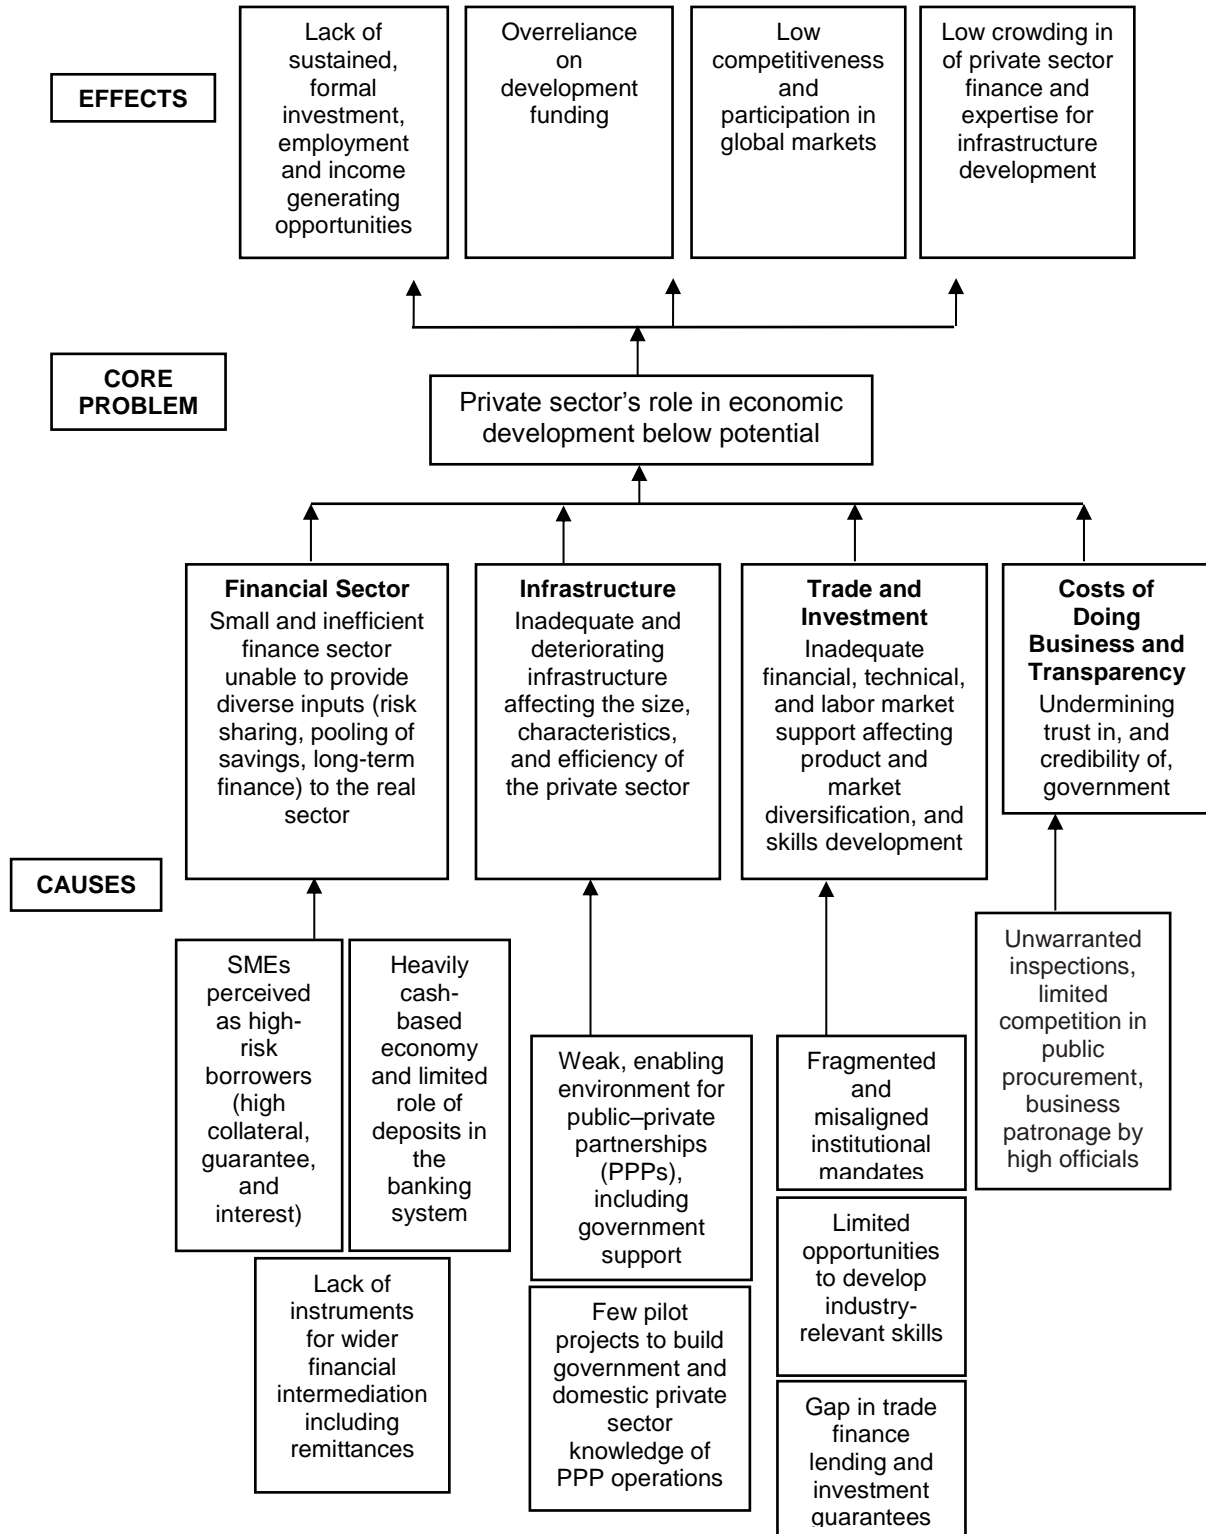 EFFECTS
Lack of
sustained,
formal
investment,
employment
and income
generating
opportunities
Overreliance
on
development
funding
Low
competitiveness
and
participation in
global markets
Low crowding in
of private sector
finance and
expertise for
infrastructure
development
CORE
PROBLEM
Private sector’s role in economic
development below potential
Financial Sector
Small and inefficient
finance sector
unable to provide
diverse inputs (risk
sharing, pooling of
savings, long-term
finance) to the real
sector
Infrastructure
Inadequate and
deteriorating
infrastructure
affecting the size,
characteristics,
and efficiency of
the private sector
Trade and
Investment
Inadequate
financial, technical,
and labor market
support affecting
product and
market
diversification, and
skills development
Costs of
Doing
Business and
Transparency
Undermining
trust in, and
credibility of,
government
CAUSES
SMEs
perceived
as high-
risk
borrowers
(high
collateral,
guarantee,
and
interest)
Heavily
cash-
based
economy
and limited
role of
deposits in
the
banking
system
Lack of
instruments
for wider
financial
intermediation
including
remittances
Weak, enabling
environment for
public–private
partnerships
(PPPs),
including
government
support
Few pilot
projects to build
government and
domestic private
sector
knowledge of
PPP operations
Fragmented
and
misaligned
institutional
mandates
Limited
opportunities
to develop
industry-
relevant skills
Gap in trade
finance
lending and
investment
guarantees
Unwarranted
inspections,
limited
competition in
public
procurement,
business
patronage by
high officials